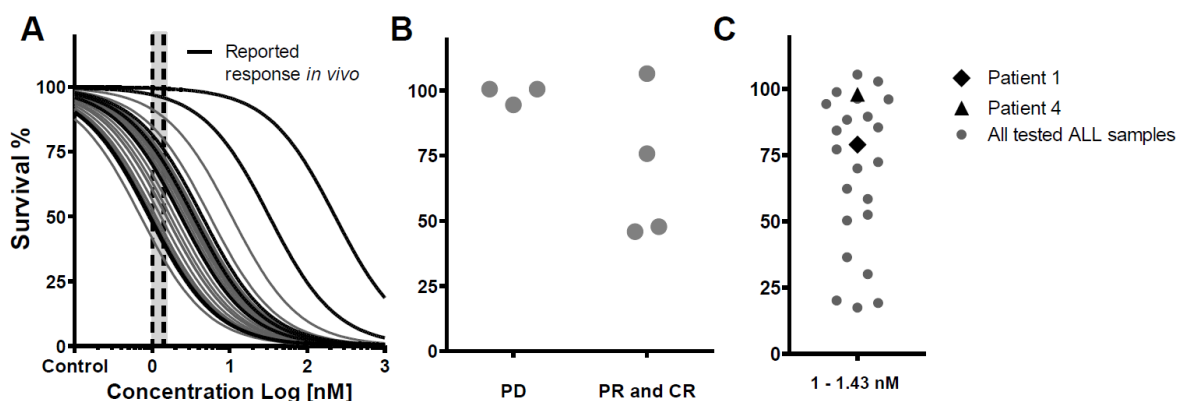 A
Reported
response in vivo
Survival %
100
75
50
25
0
Control
0
1
2
3
Concentration Log [nM]
B
100
75
50
25
0
PD
PR and CR
C
100
75
50
25
0
1 - 1.43 nM
Patient 1
Patient 4
All tested ALL samples